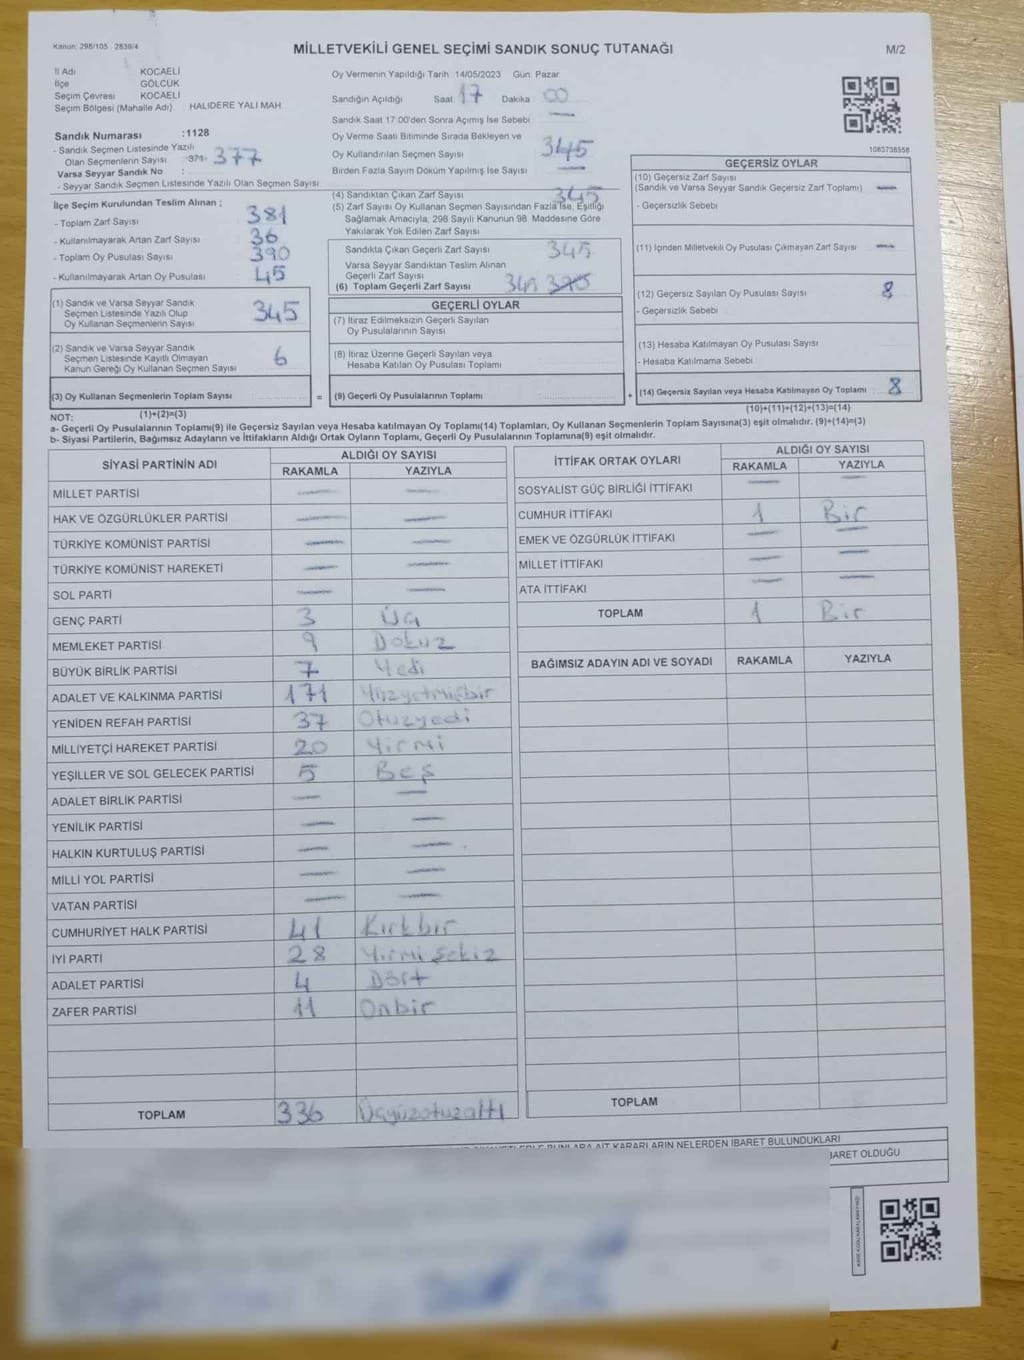 Kanun: 298/105 2839/4
MİLLETVEKİLİ GENEL SEÇİMİ SANDIK SONUÇ TUTANAĞI
M/2
İl Adı KOCAELİ
İlçe GÖLCÜK
Seçim Çevresi KOCAELİ
Seçim Bölgesi (Mahalle Adı) HALIDERE YALI MAH
Oy Vermenin Yapıldığı Tarih 14/05/2023 Gün. Pazar
Sandığın Açıldığı Saat 17 Dakika 00
Sandık Saat 17 00'den Sonra Açımış İse Sebebi
Sandık Numarası :1128
- Sandık Seçmen Listesinde Yazılı
Olan Seçmenlerin Sayısı 371 377
Varsa Seyyar Sandık No :
- Seyyar Sandık Seçmen Listesinde Yazılı Olan Seçmen Sayısı
Oy Verme Saati Bitiminde Sırada Bekleyen ve
Oy Kullandırılan Seçmen Sayısı 345
Birden Fazla Sayım Döküm Yapılmış İse Sayısı
1083738558
İlçe Seçim Kurulundan Teslim Alınan ;
- Toplam Zarf Sayısı 381
- Kullanılmayarak Artan Zarf Sayısı 36
- Toplam Oy Pusulası Sayısı 390
- Kullanılmayarak Artan Oy Pusulası 45
(1) Sandık ve Varsa Seyyar Sandık
Seçmen Listesinde Yazılı Olup
Oy Kullanan Seçmenlerin Sayısı 345
(2) Sandık ve Varsa Seyyar Sandık
Seçmen Listesinde Kayıtlı Olmayan
Kanun Gereği Oy Kullanan Seçmen Sayısı 6
(3) Oy Kullanan Seçmenlerin Toplam Sayısı =
(1)+(2)=(3)
(4) Sandıktan Çıkan Zarf Sayısı 345
(5) Zarf Sayısı Oy Kullanan Seçmen Sayısından Fazla İse, Eşitliği
Sağlamak Amacıyla, 298 Sayılı Kanunun 98. Maddesine Göre
Yakılarak Yok Edilen Zarf Sayısı
Sandıkta Çıkan Geçerli Zarf Sayısı 345
Varsa Seyyar Sandıktan Teslim Alınan
Geçerli Zarf Sayısı
(6) Toplam Geçerli Zarf Sayısı
GEÇERLİ OYLAR
(7) İtiraz Edilmeksizin Geçerli Sayılan
Oy Pusulalarının Sayısı
(8) İtiraz Üzerine Geçerli Sayılan veya
Hesaba Katılan Oy Pusulası Toplamı
(9) Geçerli Oy Pusulalarının Toplamı +
GEÇERSİZ OYLAR
(10) Geçersiz Zarf Sayısı
(Sandık ve Varsa Seyyar Sandık Geçersiz Zarf Toplamı)
- Geçersizlik Sebebi
(11) İçinden Milletvekili Oy Pusulası Çıkmayan Zarf Sayısı
(12) Geçersiz Sayılan Oy Pusulası Sayısı 8
- Geçersizlik Sebebi
(13) Hesaba Katılmayan Oy Pusulası Sayısı
- Hesaba Katılmama Sebebi
(14) Geçersiz Sayılan veya Hesaba Katılmayan Oy Toplamı 8
(10)+(11)+(12)+(13)=(14)
NOT:
a- Geçerli Oy Pusulasının Toplamı(9) ile Geçersiz Sayılan veya Hesaba Katılmayan Oy Toplamı(14) Toplamları, Oy Kullanan Seçmenlerin Toplam Sayısına(3) eşit olmalıdır. (9)+(14)=(3)
b- Siyasi Partilerin, Bağımsız Adayların ve İttifakların Aldığı Ortak Oyların Toplamı, Geçerli Oy Pusulalarının Toplamına(9) eşit olmalıdır.
SİYASİ PARTİNİN ADI ALDIĞI OY SAYISI
RAKAMLA YAZIYLA
MİLLET PARTİSİ
HAK VE ÖZGÜRLÜKLER PARTİSİ
TÜRKİYE KOMÜNİST PARTİSİ
TÜRKİYE KOMÜNİST HAREKETİ
SOL PARTİ
GENÇ PARTİ 3 Üç
MEMLEKET PARTİSİ 9 Dokuz
BÜYÜK BİRLİK PARTİSİ 7 Yedi
ADALET VE KALKINMA PARTİSİ 171 Yüzyetmişbir
YENİDEN REFAH PARTİSİ 37 Otuzyedi
MİLLİYETÇİ HAREKET PARTİSİ 20 Yirmi
YEŞİLLER VE SOL GELECEK PARTİSİ 5 Beş
ADALET BİRLİK PARTİSİ
YENİLİK PARTİSİ
HALKIN KURTULUŞ PARTİSİ
MİLLİ YOL PARTİSİ
VATAN PARTİSİ
CUMHURİYET HALK PARTİSİ 41 Kırkbir
İYİ PARTİ 28 Yirmi Sekiz
ADALET PARTİSİ 4 Dört
ZAFER PARTİSİ 11 Onbir
TOPLAM 336 Üçyüzotuzaltı
İTTİFAK ORTAK OYLARI ALDIĞI OY SAYISI
RAKAMLA YAZIYLA
SOSYALİST GÜÇ BİRLİĞİ İTTİFAKI
CUMHUR İTTİFAKI 1 Bir
EMEK VE ÖZGÜRLÜK İTTİFAKI
MİLLET İTTİFAKI
ATA İTTİFAKI
TOPLAM 1 Bir
BAĞIMSIZ ADAYIN ADI VE SOYADI RAKAMLA YAZIYLA
TOPLAM
BUNLARA AİT KARARLARIN NELERDEN İBARET BULUNDUKLARI
İBARET OLDUĞU